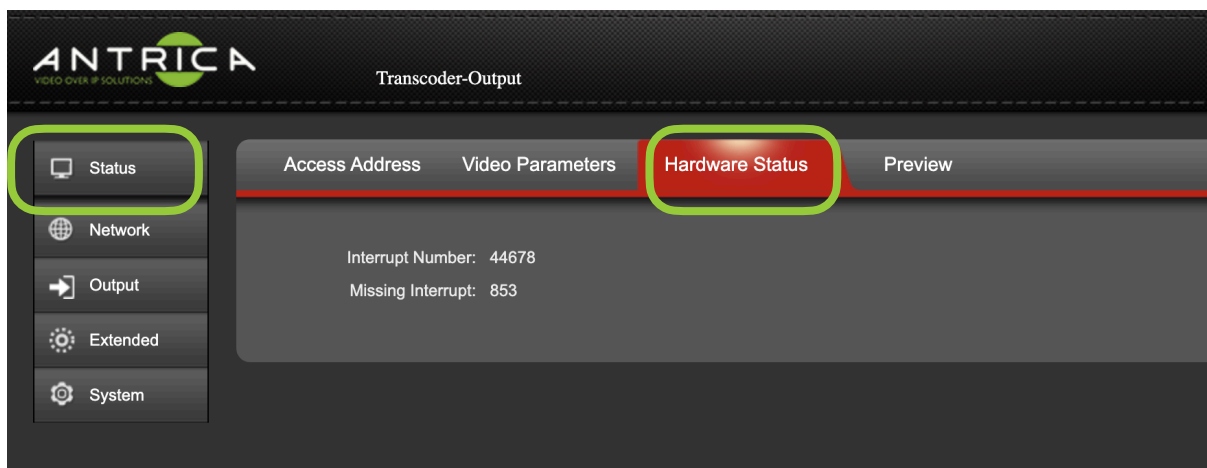 ANTRICA
VIDEO OVER IP SOLUTIONS
Transcoder-Output
Status
Network
Output
Extended
System
Access Address Video Parameters Hardware Status Preview
Interrupt Number: 44678
Missing Interrupt: 853